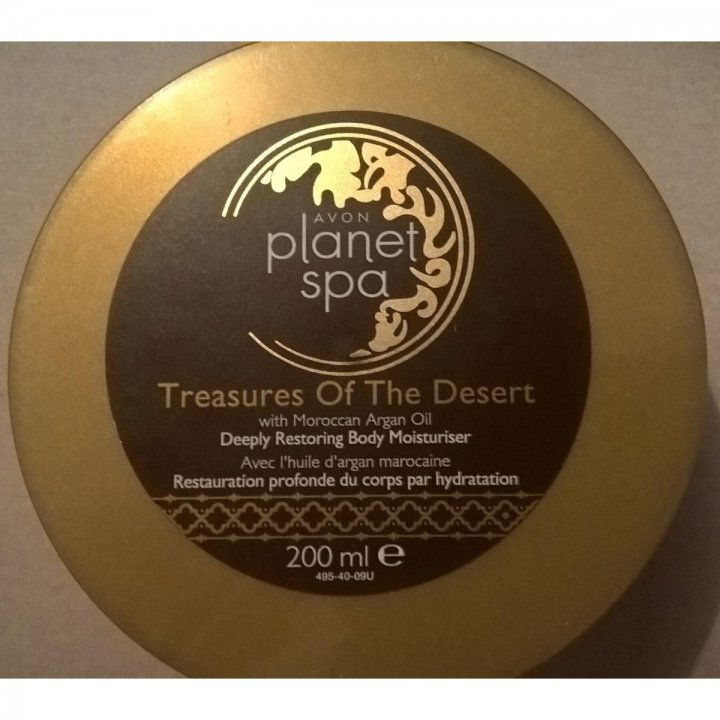 AVON
planet
spa
Treasures Of The Desert
with Moroccan Argan Oil
Deeply Restoring Body Moisturiser
Avec l'huile d'argan marocaine
Restauration profonde du corps par hydratation
200 ml e
495-40-09U